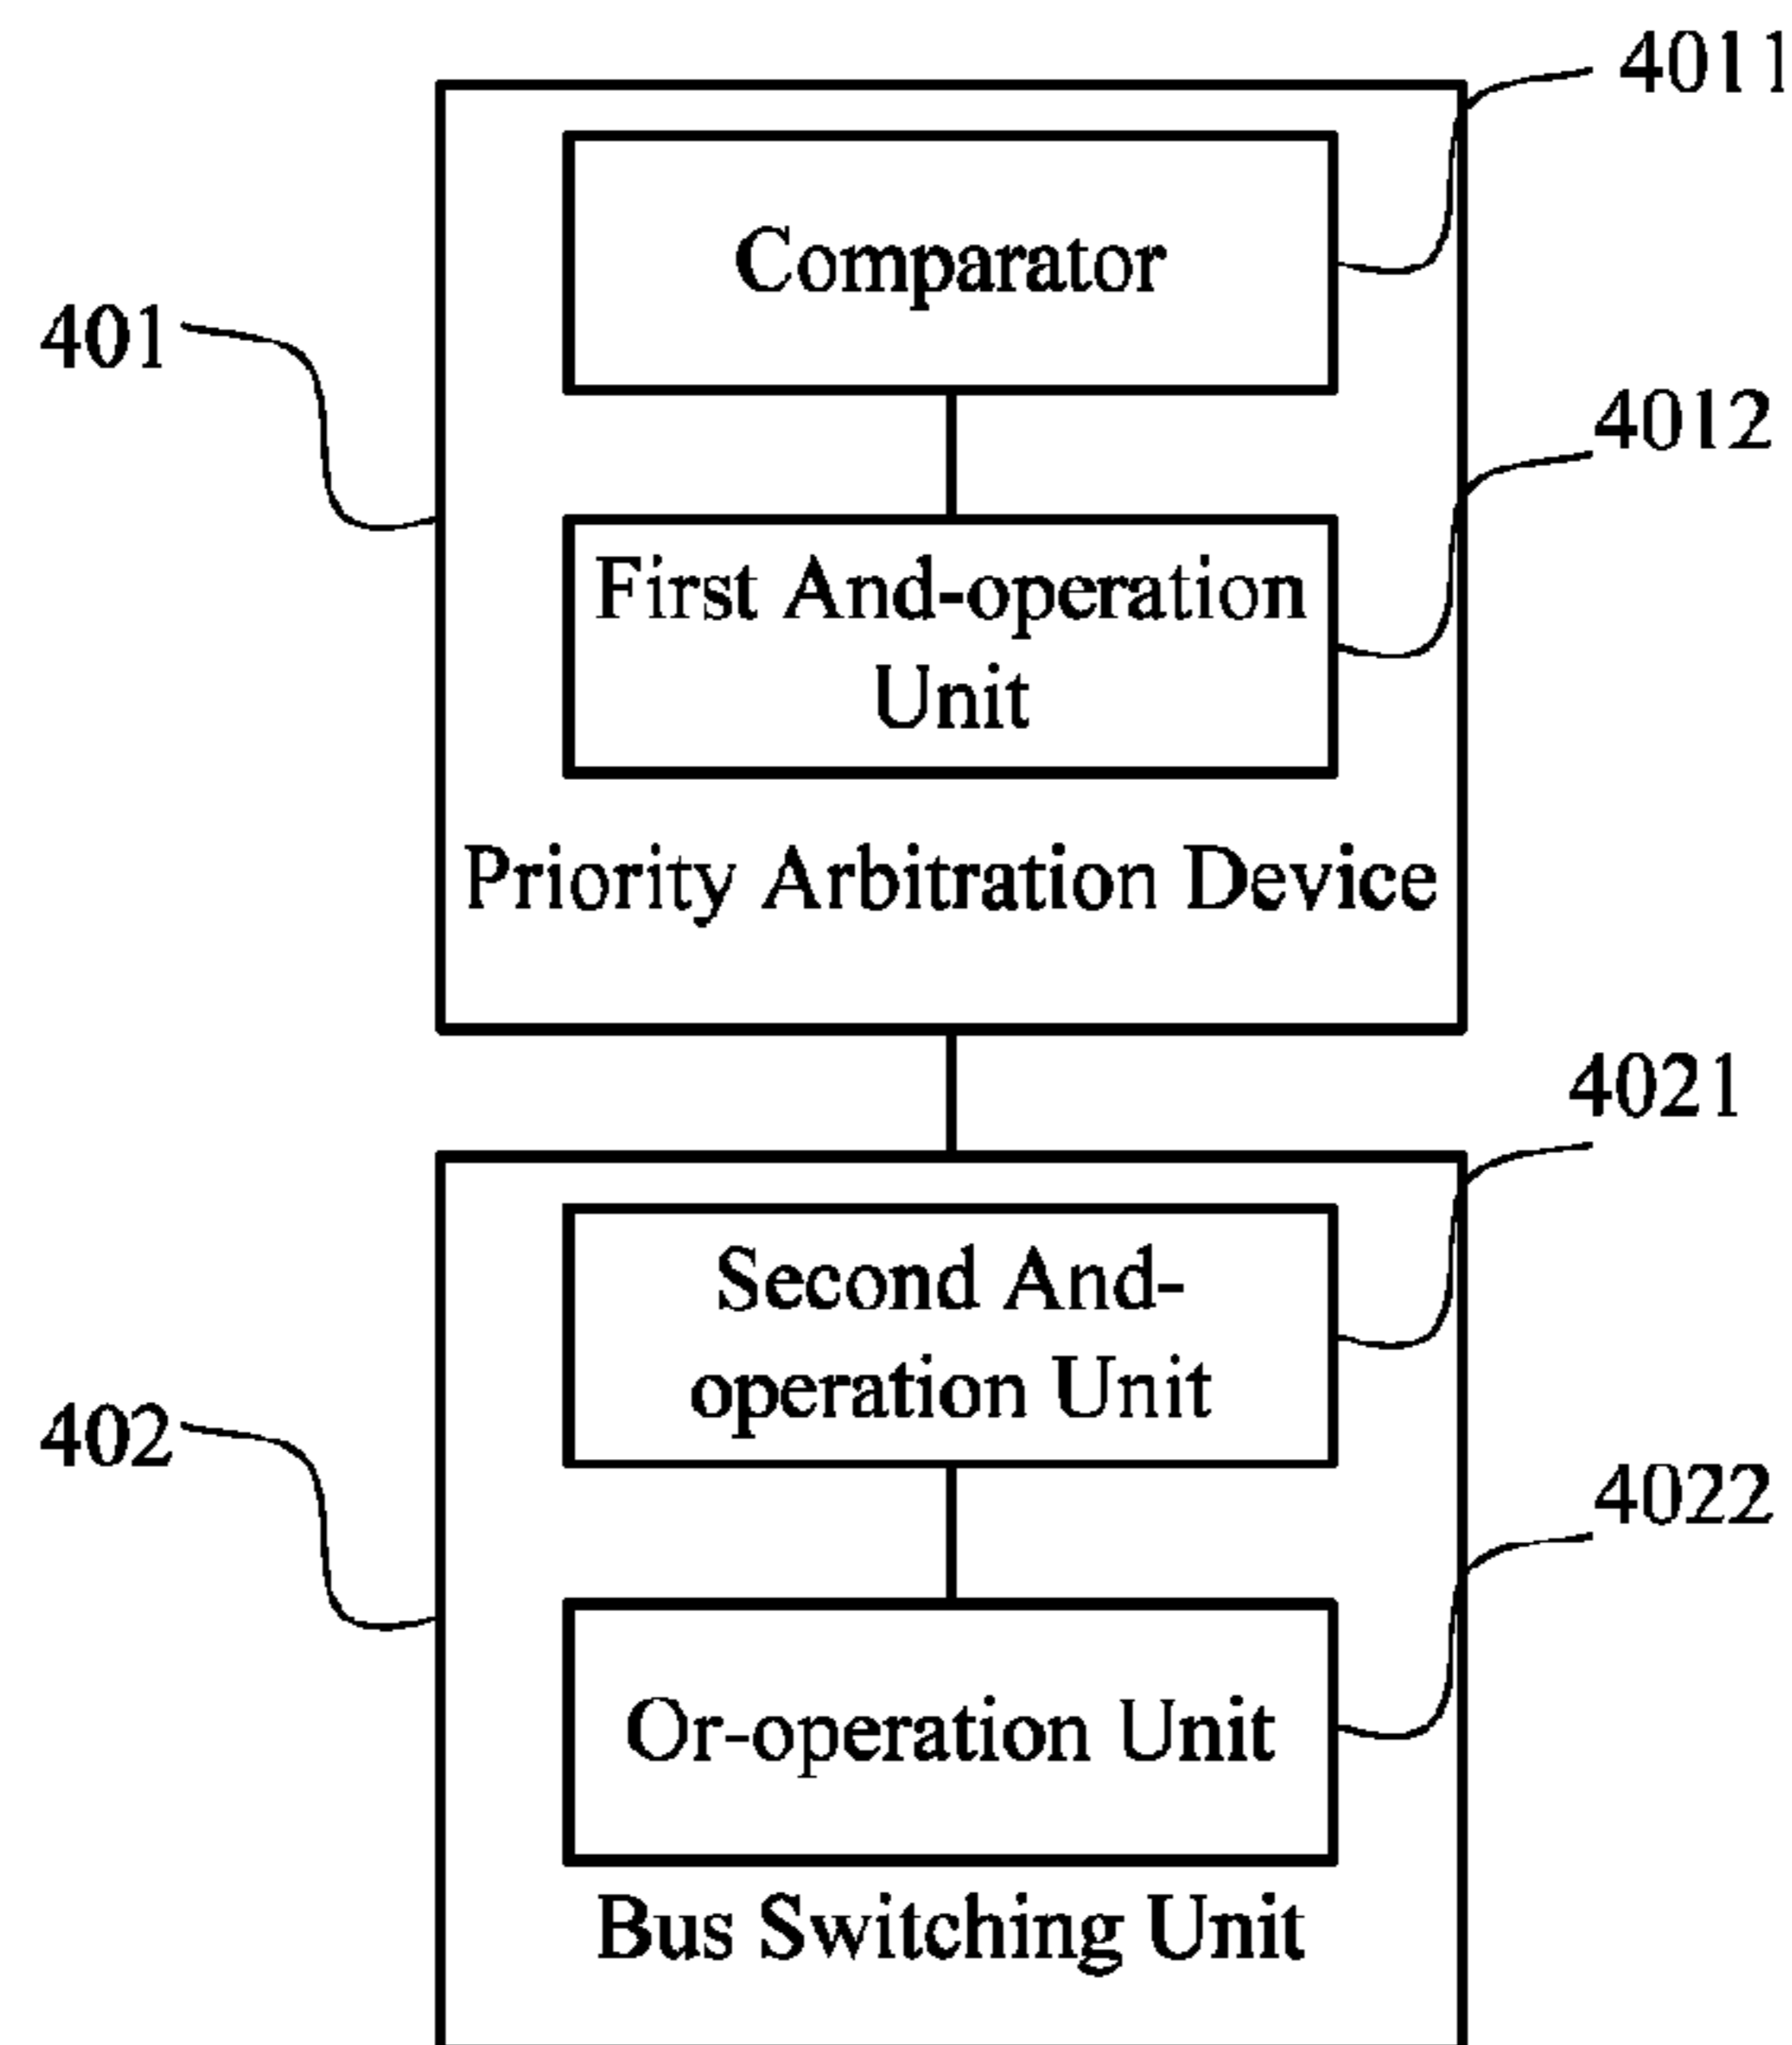 4011
Comparator
401
4012
First And-operation
Unit
Priority Arbitration Device
4021
Second And-
operation Unit
402
4022
Or-operation Unit
Bus Switching Unit